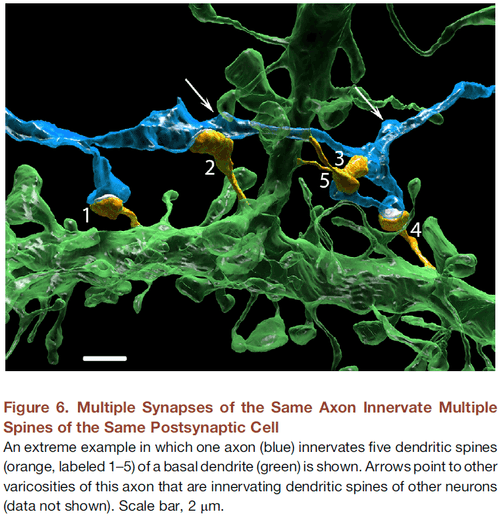 2
3
5
1
4
Figure 6. Multiple Synapses of the Same Axon Innervate Multiple
Spines of the Same Postsynaptic Cell
An extreme example in which one axon (blue) innervates five dendritic spines
(orange, labeled 1–5) of a basal dendrite (green) is shown. Arrows point to other
varicosities of this axon that are innervating dendritic spines of other neurons
(data not shown). Scale bar, 2 μm.